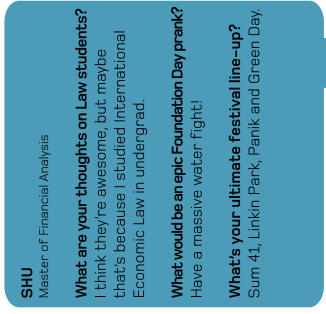 SHU
Master of Financial Analysis
What are your thoughts on Law students?
I think they're awesome, but maybe
that's because I studied International
Economic Law in undergrad.
What would be an epic Foundation Day prank?
Have a massive water fight!
What's your ultimate festival line-up?
Sum 41, Linkin Park, Panik and Green Day.